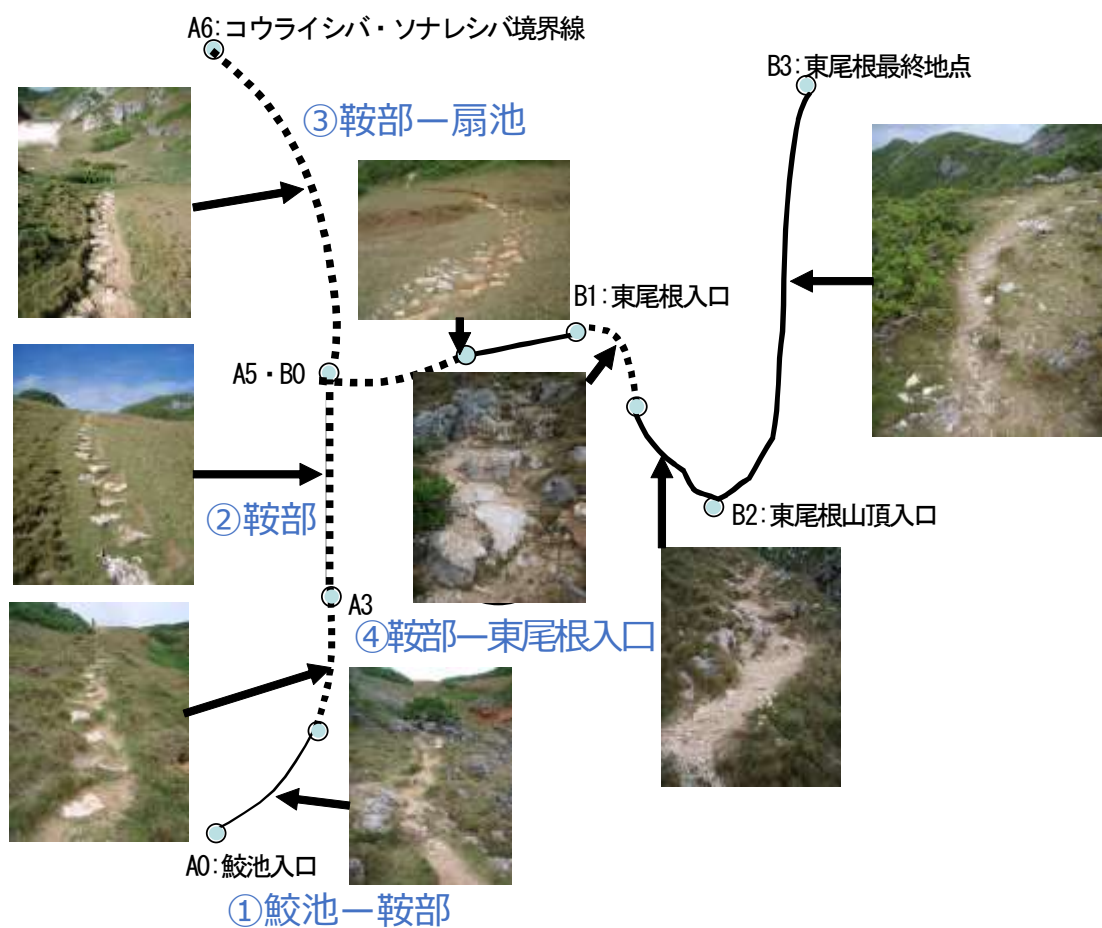 A6:コウライシバ・ソナレシバ境界線
B3:東尾根最終地点
③鞍部ー扇池
B1:東尾根入口
A5・B0
②鞍部
B2:東尾根山頂入口
A3
④鞍部ー東尾根入口
A0:鮫池入口
①鮫池ー鞍部